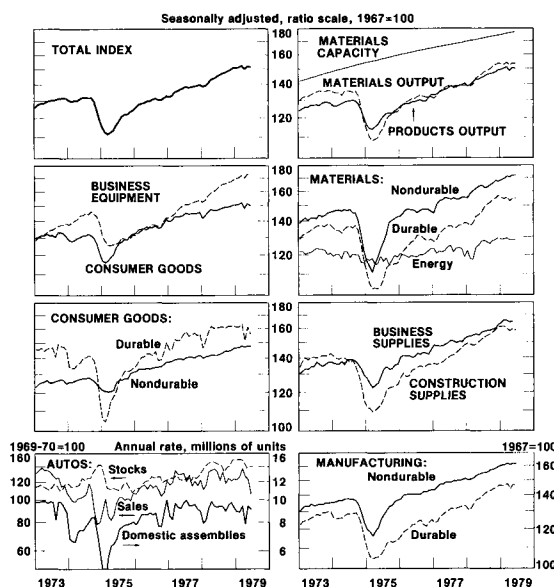 Seasonally adjusted, ratio scale, 1967=100
TOTAL INDEX
MATERIALS
CAPACITY
MATERIALS OUTPUT
PRODUCTS OUTPUT
180
160
140
120
BUSINESS
EQUIPMENT
CONSUMER GOODS
MATERIALS:
Nondurable
Durable
Energy
180
160
140
120
CONSUMER GOODS:
Durable
Nondurable
BUSINESS
SUPPLIES
CONSTRUCTION
SUPPLIES
180
160
140
120
100
1969-70=100 Annual rate, millions of units
1967=100
160
120
100
80
60
AUTOS:
Stocks
Sales
Domestic assemblies
16
12
10
8
6
MANUFACTURING:
Nondurable
Durable
160
140
120
100
1973 1975 1977 1979 1973 1975 1977 1979